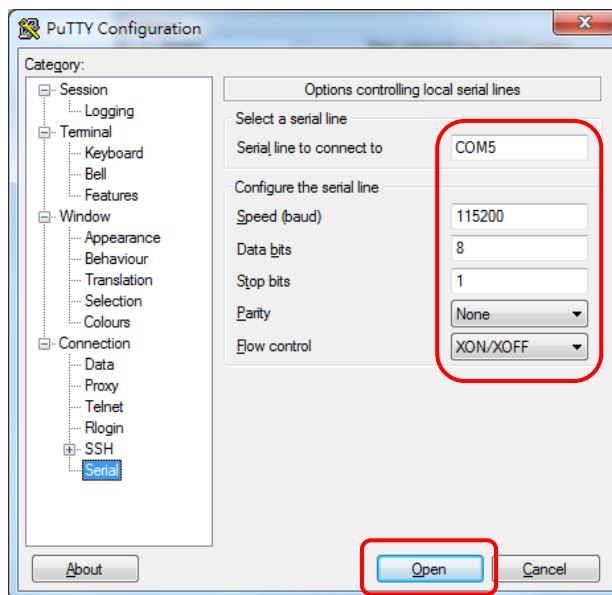 PuTTY Configuration
Category:
Session
Logging
Terminal
Keyboard
Bell
Features
Window
Appearance
Behaviour
Translation
Selection
Colours
Connection
Data
Proxy
Telnet
Rlogin
SSH
Serial
Options controlling local serial lines
Select a serial line
Serial line to connect to COM5
Configure the serial line
Speed (baud) 115200
Data bits 8
Stop bits 1
Parity None
Flow control XON/XOFF
About Open Cancel